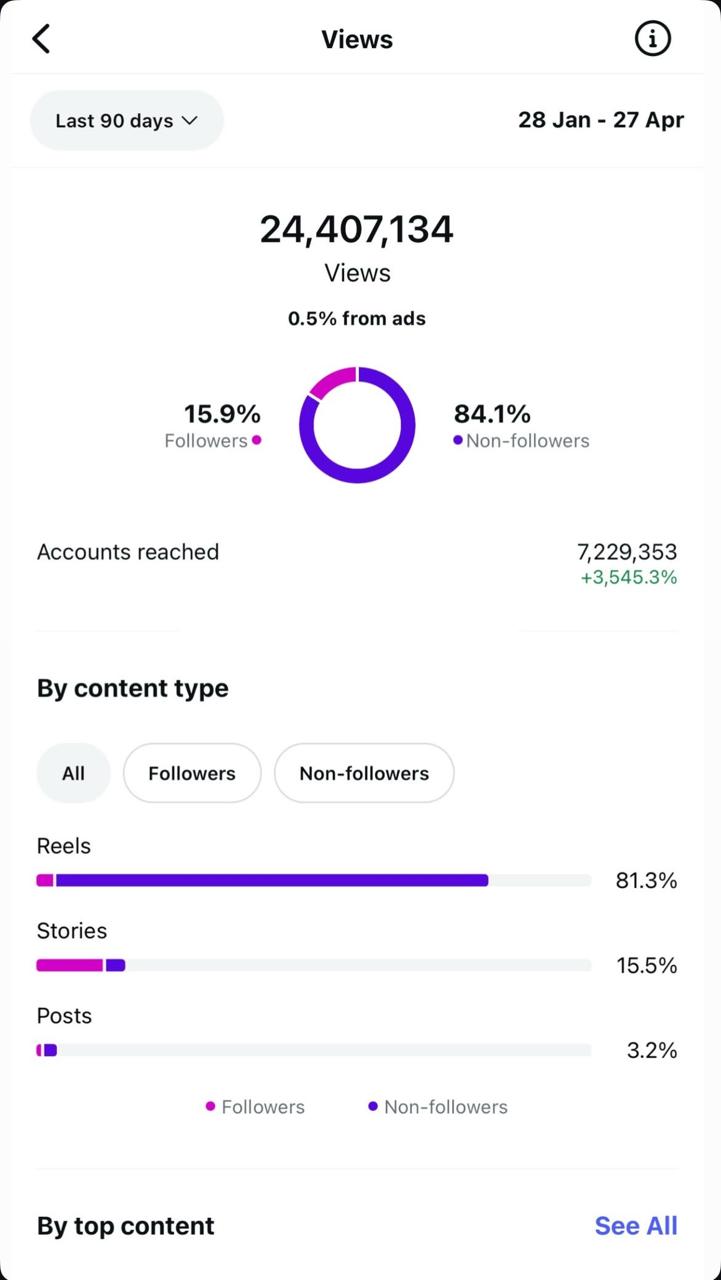 Views
Last 90 days
28 Jan - 27 Apr
24,407,134
Views
0.5% from ads
15.9%
Followers
84.1%
Non-followers
Accounts reached
7,229,353
+3,545.3%
By content type
All
Followers
Non-followers
Reels
81.3%
Stories
15.5%
Posts
3.2%
Followers
Non-followers
By top content
See All